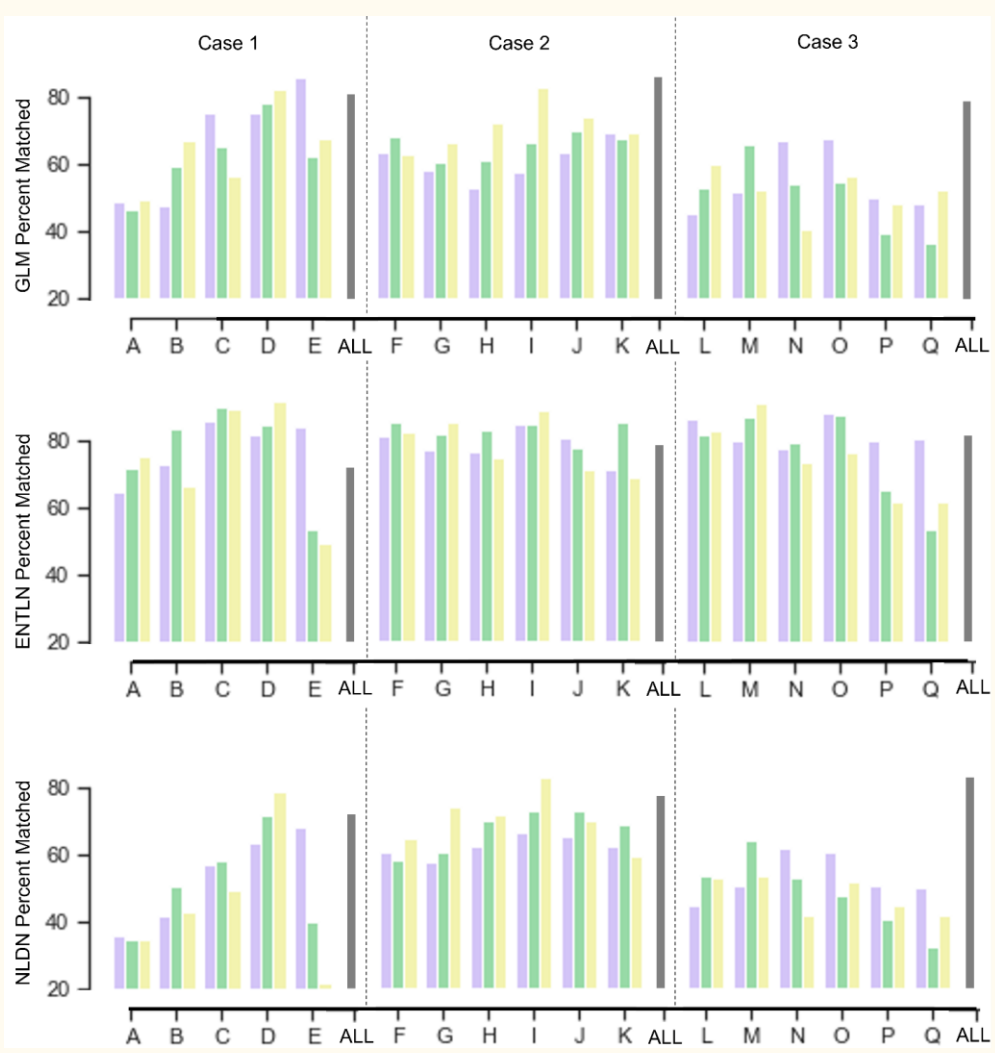 Case 1 Case 2 Case 3
GLM Percent Matched
80
60
40
20
A B C D E ALL F G H I J K ALL L M N O P Q ALL
ENTLN Percent Matched
80
60
40
20
A B C D E ALL F G H I J K ALL L M N O P Q ALL
NLDN Percent Matched
80
60
40
20
A B C D E ALL F G H I J K ALL L M N O P Q ALL